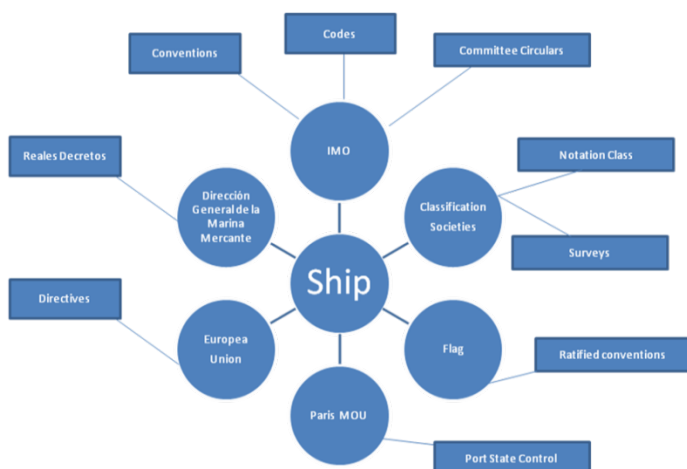 Codes
Conventions
Committee Circulars
IMO
Reales Decretos
Notation Class
Dirección
General de la
Marina
Mercante
Classification
Societies
Surveys
Ship
Directives
Europea
Union
Flag
Ratified conventions
Paris MOU
Port State Control